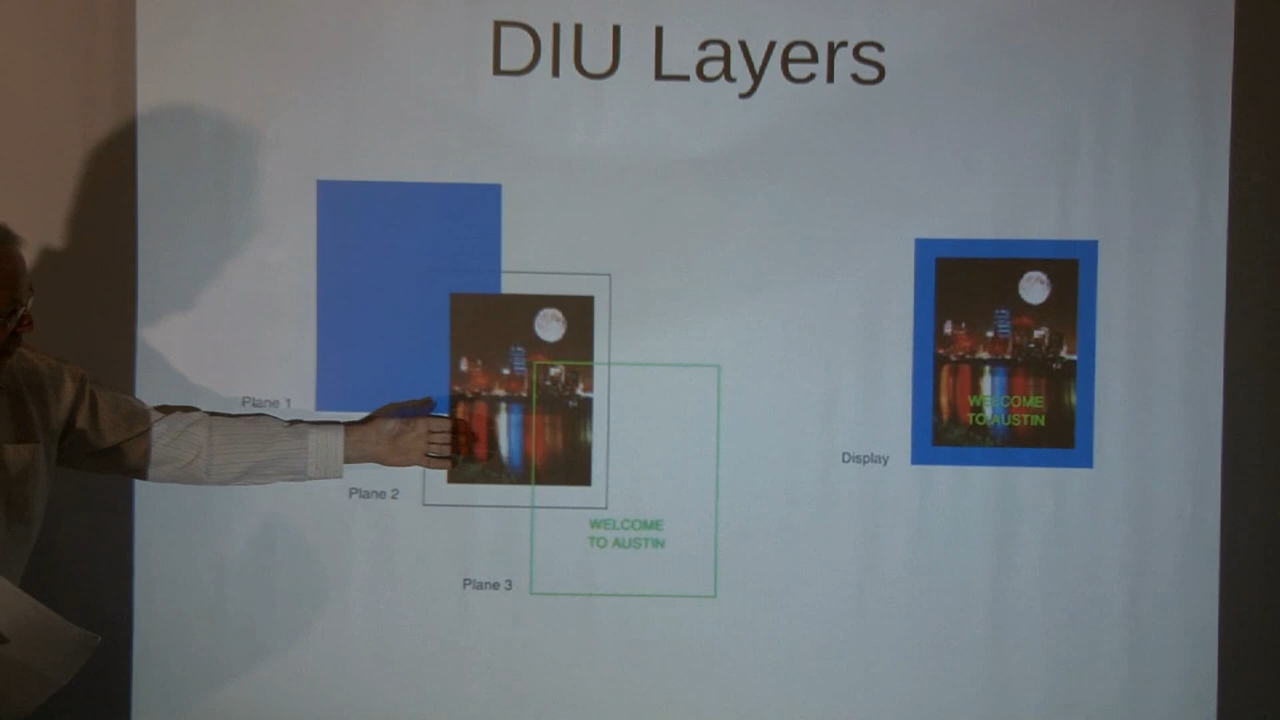 DIU Layers
Plane 1
Plane 2
WELCOME
TO AUSTIN
Plane 3
WELCOME
TO AUSTIN
Display